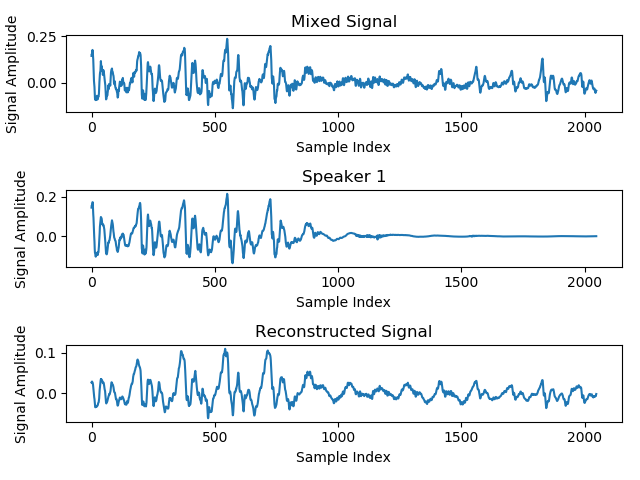 Mixed Signal
Signal Amplitude
0.25
0.00
0 500 1000 1500 2000
Sample Index
Speaker 1
Signal Amplitude
0.2
0.0
0 500 1000 1500 2000
Sample Index
Reconstructed Signal
Signal Amplitude
0.1
0.0
0 500 1000 1500 2000
Sample Index